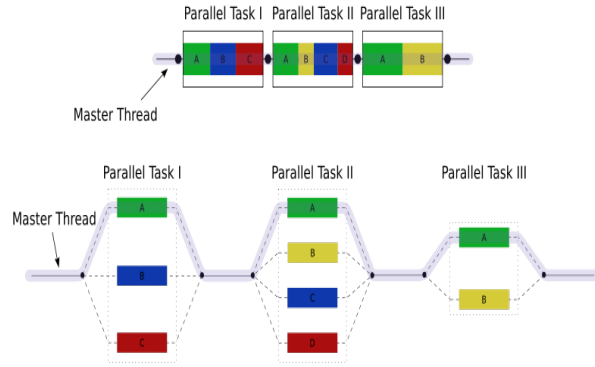 Parallel Task I Parallel Task II Parallel Task III
A B C A B C D A B
Master Thread
Parallel Task I Parallel Task II Parallel Task III
A A
Master Thread
A
B
B
C
B
C D